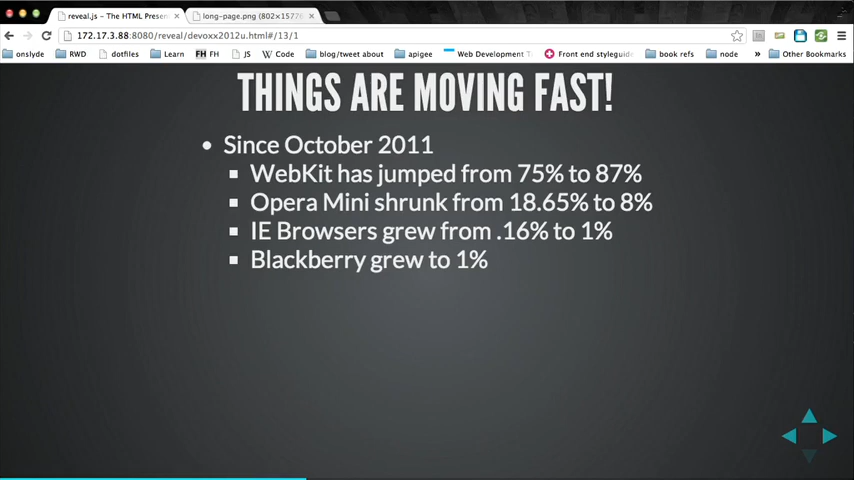 reveal.js - The HTML Presen
long-page.png (802×1577
172.17.3.88:8080/reveal/devoxx2012u.html#/13/1
onslyde RWD dotfiles Learn FH FH JS W Code blog/tweet about apigee Web Development T Front end styleguid book refs node » Other Bookmarks
THINGS ARE MOVING FAST!
• Since October 2011
▪ WebKit has jumped from 75% to 87%
▪ Opera Mini shrunk from 18.65% to 8%
▪ IE Browsers grew from .16% to 1%
▪ Blackberry grew to 1%